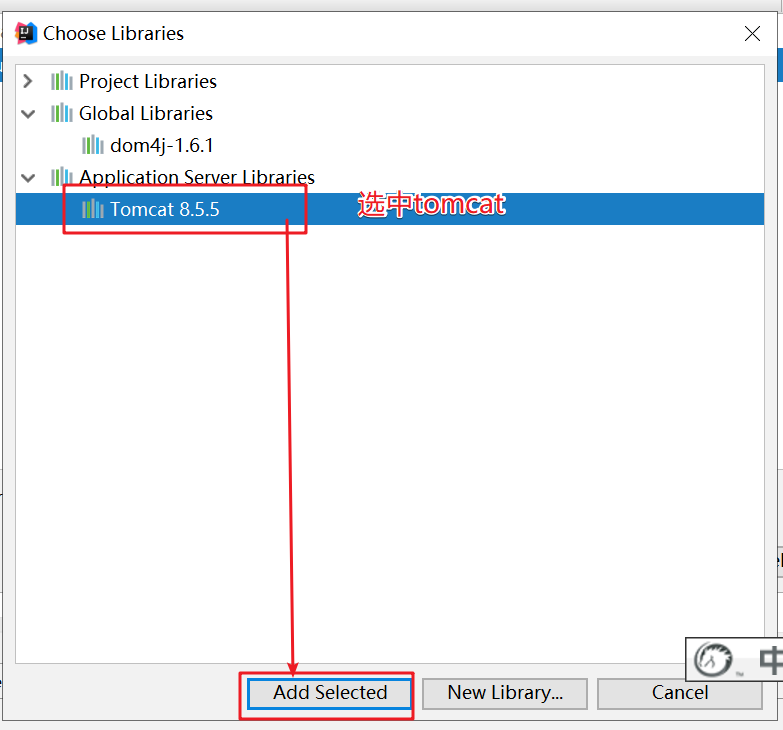 Choose Libraries
Project Libraries
Global Libraries
dom4j-1.6.1
Application Server Libraries
Tomcat 8.5.5
选中tomcat
Add Selected
New Library...
Cancel
中